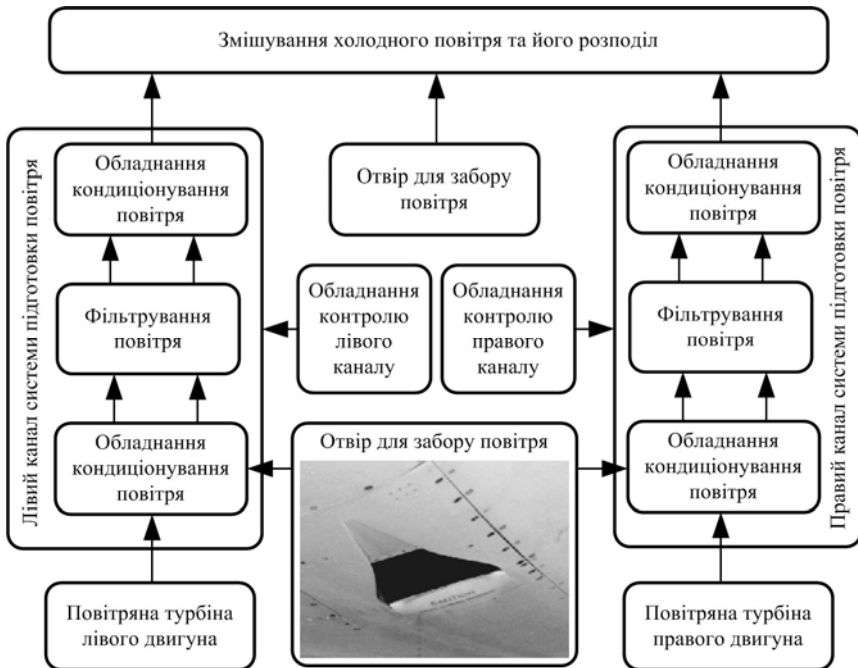 Змішування холодного повітря та його розподіл
Лівий канал системи підготовки повітря
Обладнання
кондиціонування
повітря
Фільтрування
повітря
Обладнання
кондиціонування
повітря
Повітряна турбіна
лівого двигуна
Отвір для забору
повітря
Обладнання
контролю
лівого
каналу
Обладнання
контролю
правого
каналу
Отвір для забору повітря
CAUTION
Обладнання
кондиціонування
повітря
Фільтрування
повітря
Обладнання
кондиціонування
повітря
Правий канал системи підготовки повітря
Повітряна турбіна
правого двигуна